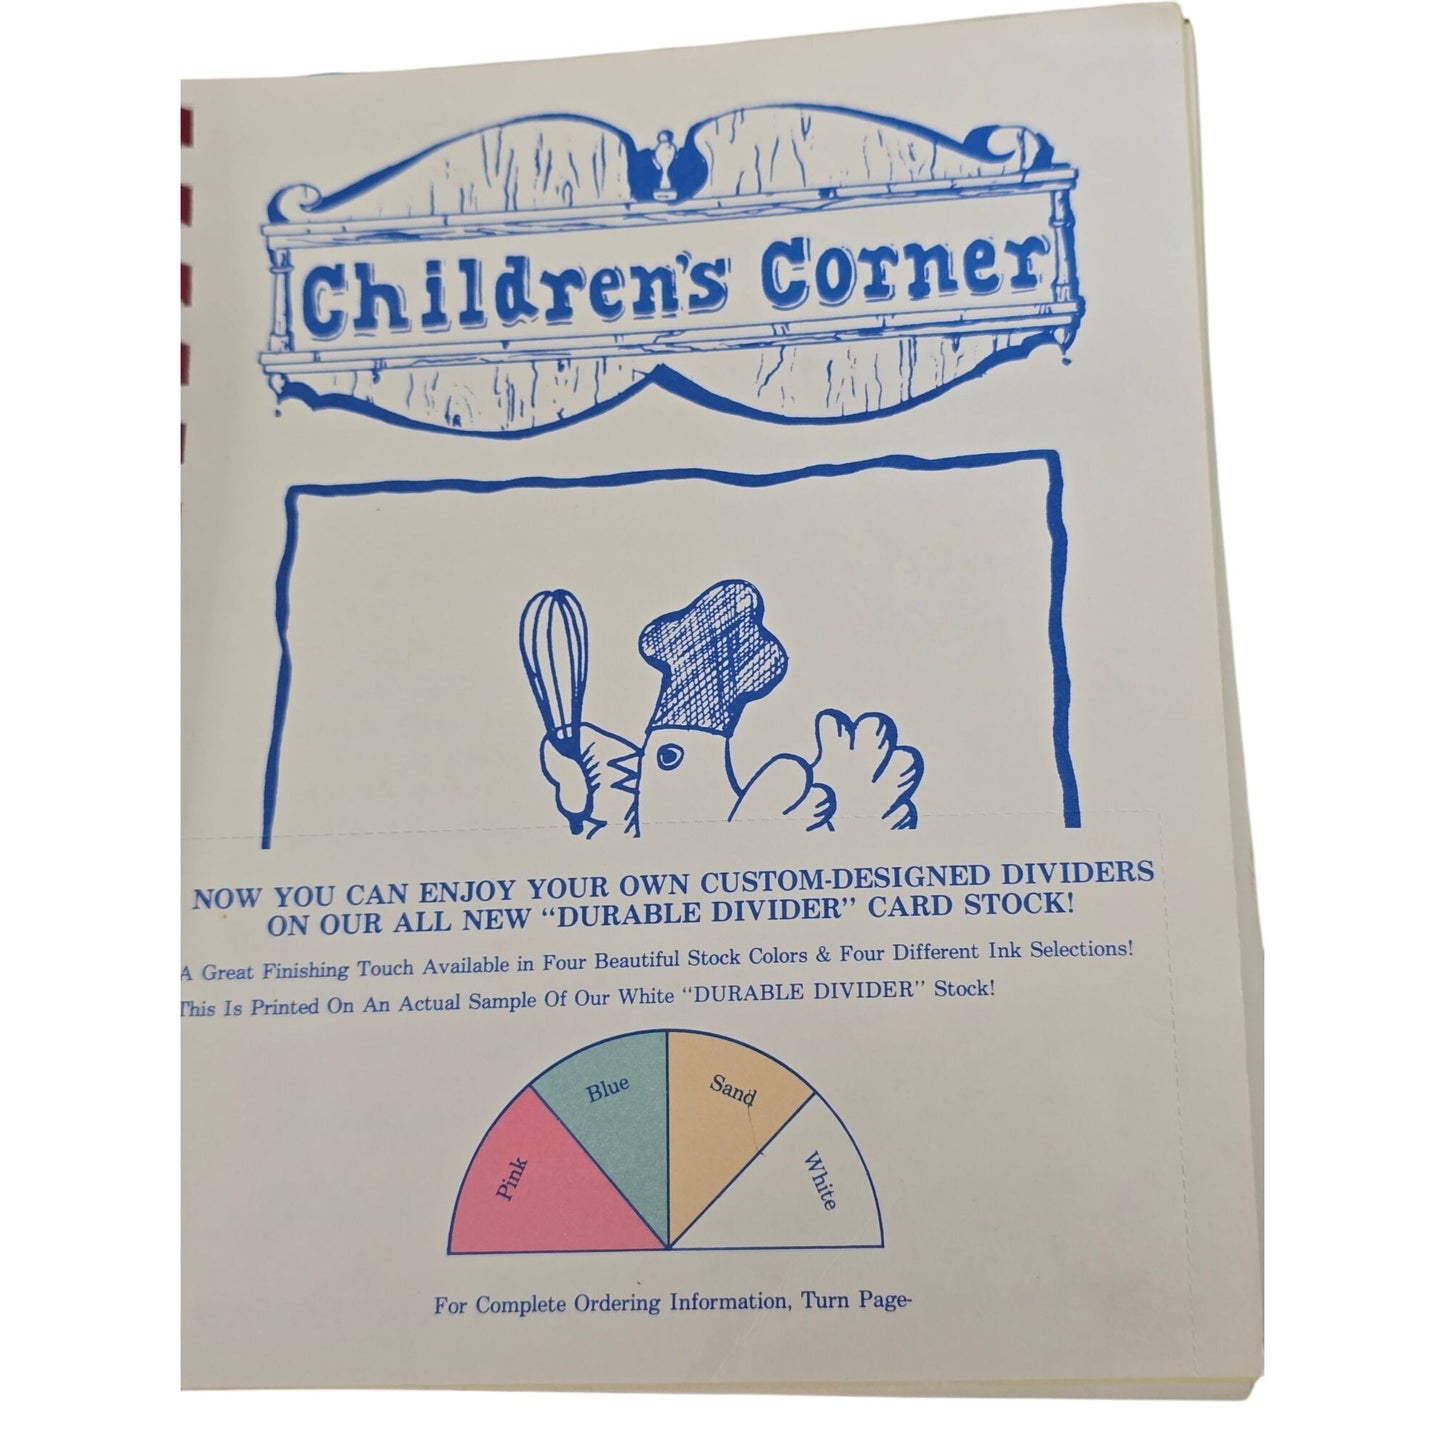 Children's Corner
NOW YOU CAN ENJOY YOUR OWN CUSTOM-DESIGNED DIVIDERS
ON OUR ALL NEW “DURABLE DIVIDER” CARD STOCK!
A Great Finishing Touch Available in Four Beautiful Stock Colors & Four Different Ink Selections!
This Is Printed On An Actual Sample Of Our White “DURABLE DIVIDER” Stock!
Pink
Blue
Sand
White
For Complete Ordering Information, Turn Page-